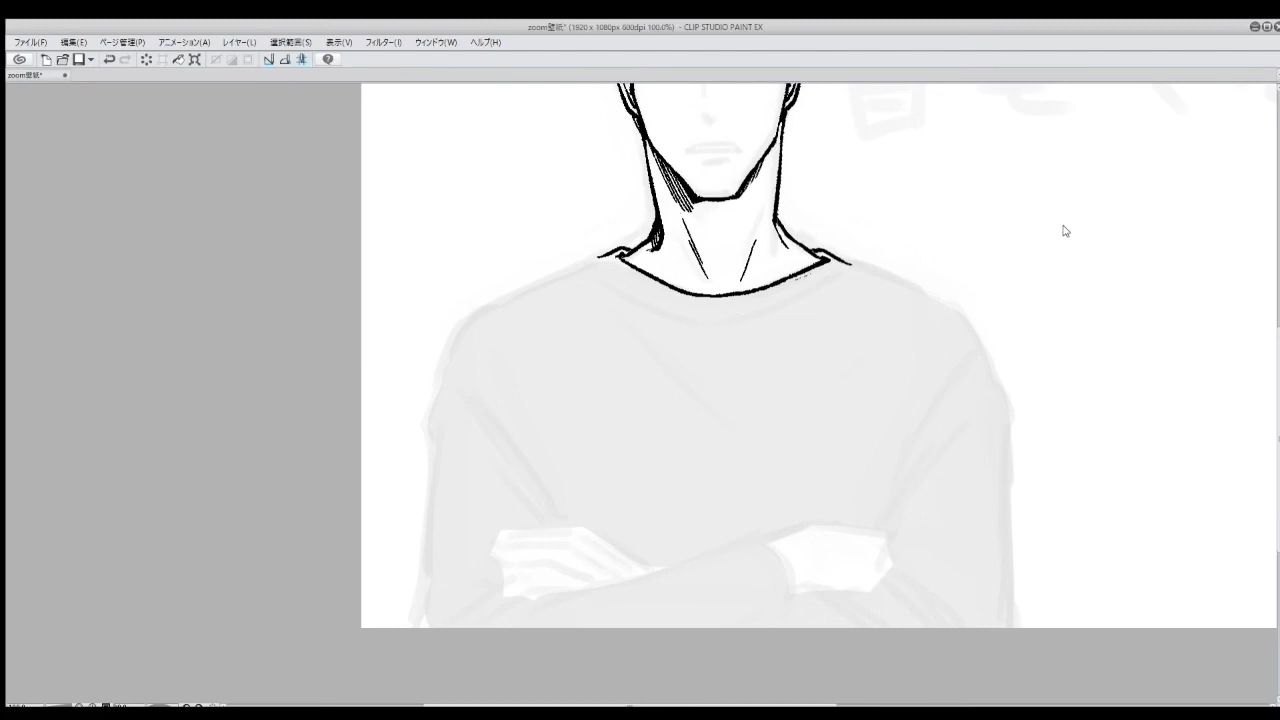 zoom壁紙* (1920 x 1080px 600dpi 100.0%) - CLIP STUDIO PAINT EX
ファイル(F) 編集(E) ページ管理(P) アニメーション(A) レイヤー(L) 選択範囲(S) 表示(V) フィルター(I) ウィンドウ(W) ヘルプ(H)
zoom壁紙*